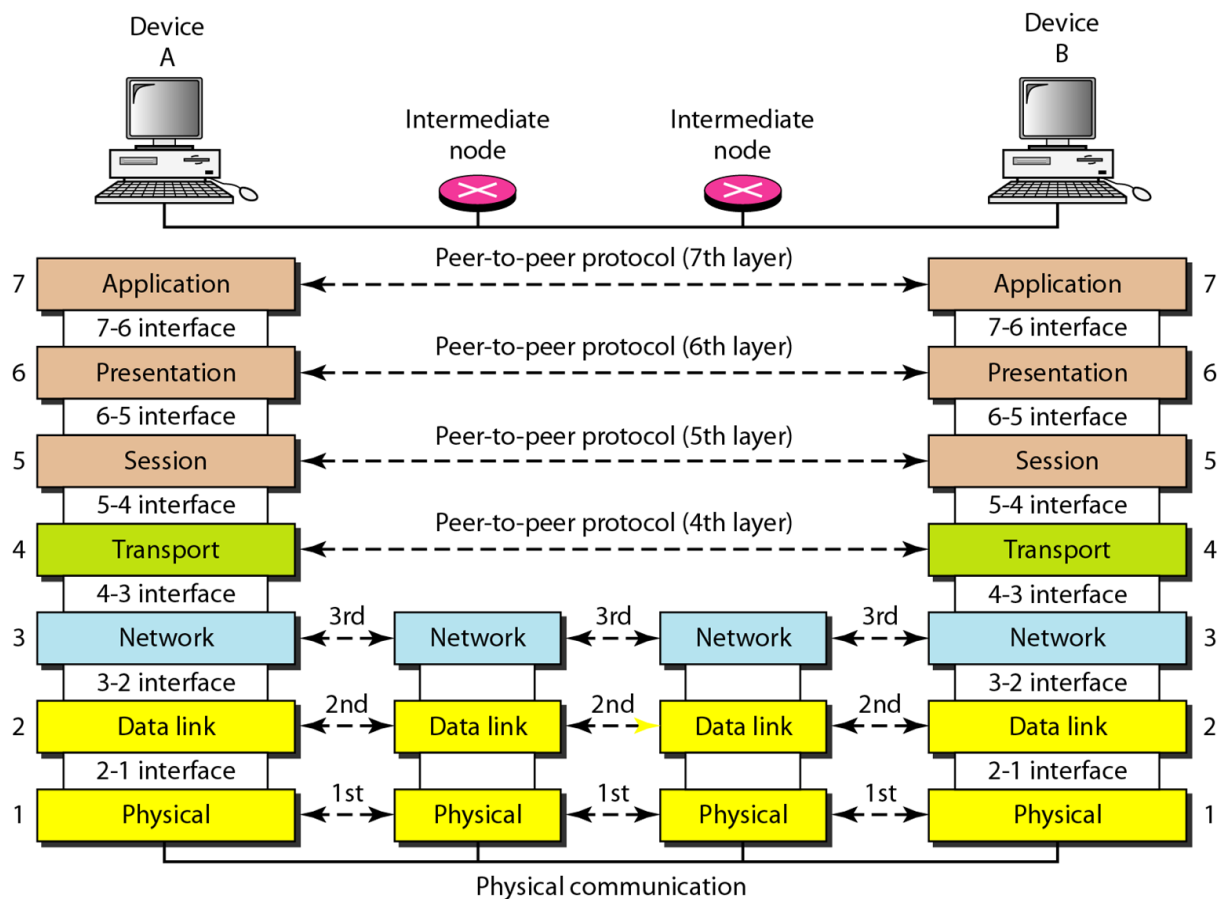 Device
A
Device
B
Intermediate
node
Intermediate
node
Peer-to-peer protocol (7th layer)
7 Application Application 7
7-6 interface 7-6 interface
Peer-to-peer protocol (6th layer)
6 Presentation Presentation 6
6-5 interface 6-5 interface
Peer-to-peer protocol (5th layer)
5 Session Session 5
5-4 interface 5-4 interface
Peer-to-peer protocol (4th layer)
4 Transport Transport 4
4-3 interface 4-3 interface
3rd 3rd 3rd
3 Network Network Network Network 3
3-2 interface 3-2 interface
2nd 2nd 2nd
2 Data link Data link Data link Data link 2
2-1 interface 2-1 interface
1st 1st 1st
1 Physical Physical Physical Physical 1
Physical communication